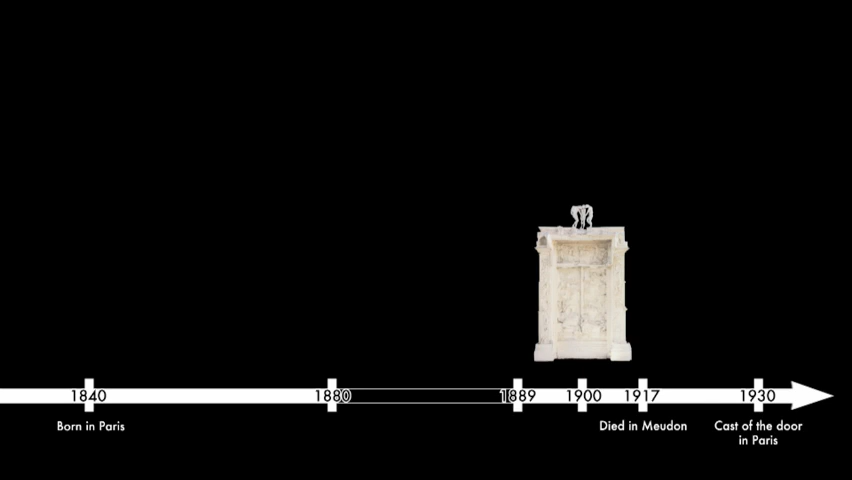 1840 1880 1889 1900 1917 1930
Born in Paris
Died in Meudon
Cast of the door
in Paris